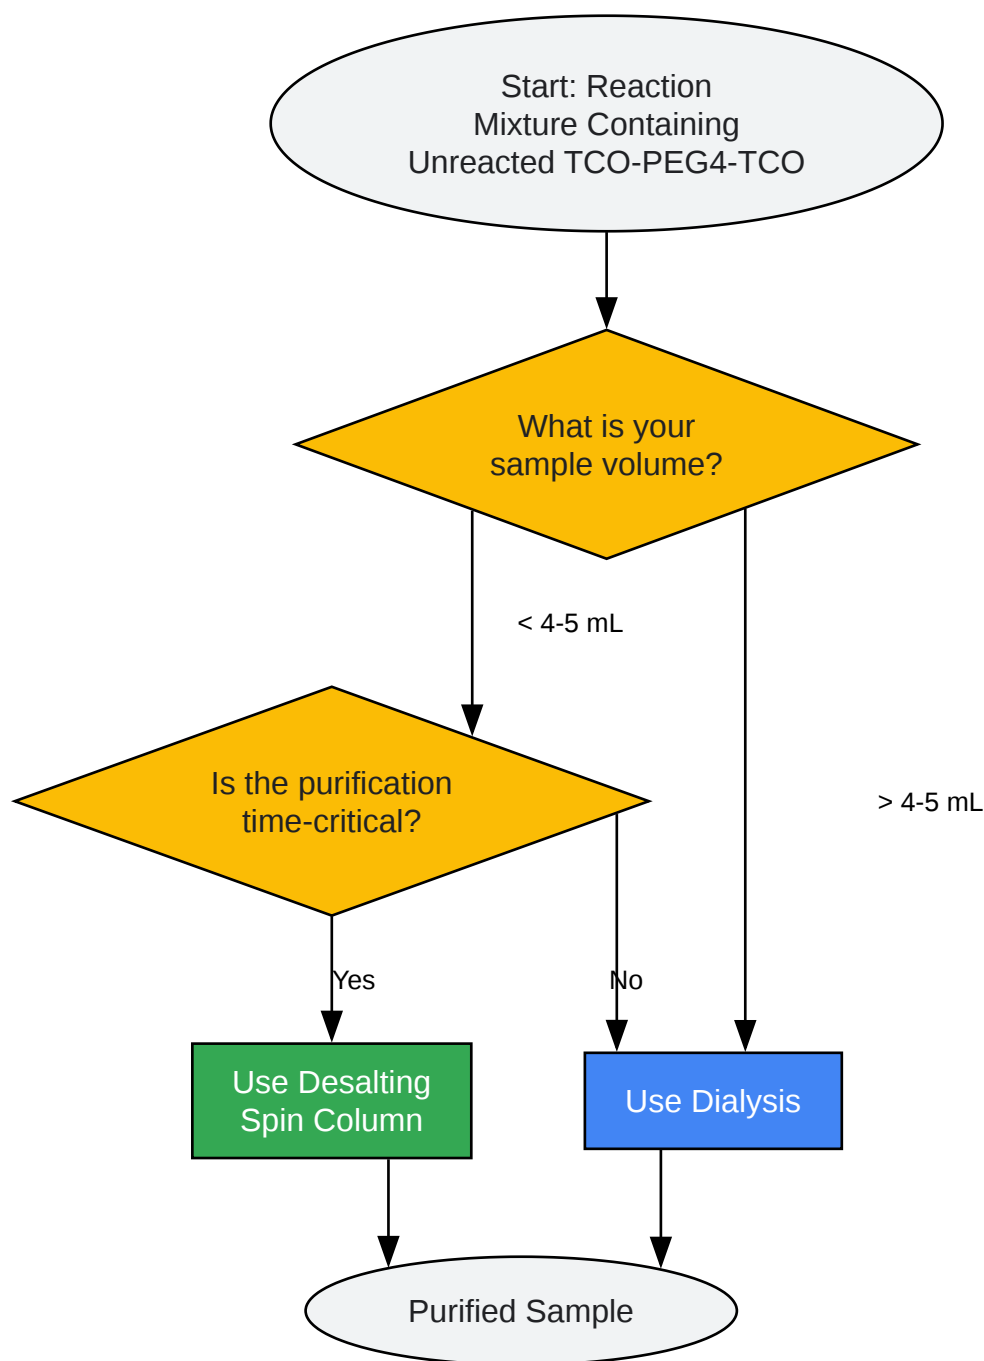 Start: Reaction
Mixture Containing
Unreacted TCO-PEG4-TCO
What is your
sample volume?
< 4-5 mL
Is the purification
time-critical?
> 4-5 mL
Yes
No
Use Desalting
Spin Column
Use Dialysis
Purified Sample